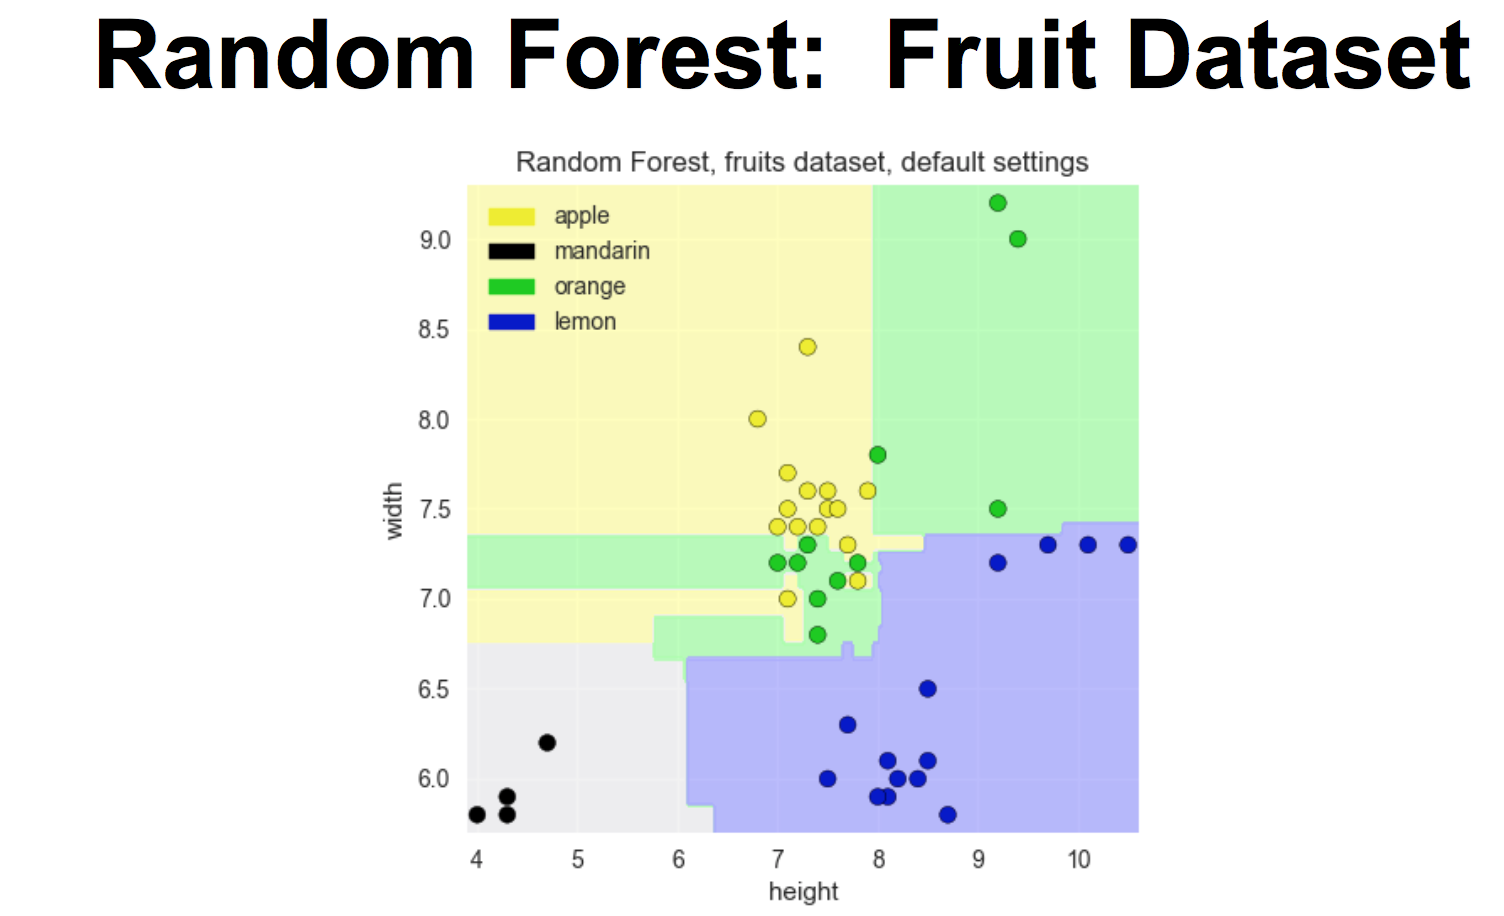 Random Forest: Fruit Dataset
Random Forest, fruits dataset, default settings
apple
mandarin
orange
lemon
9.0
8.5
8.0
7.5
7.0
6.5
6.0
width
4 5 6 7 8 9 10
height